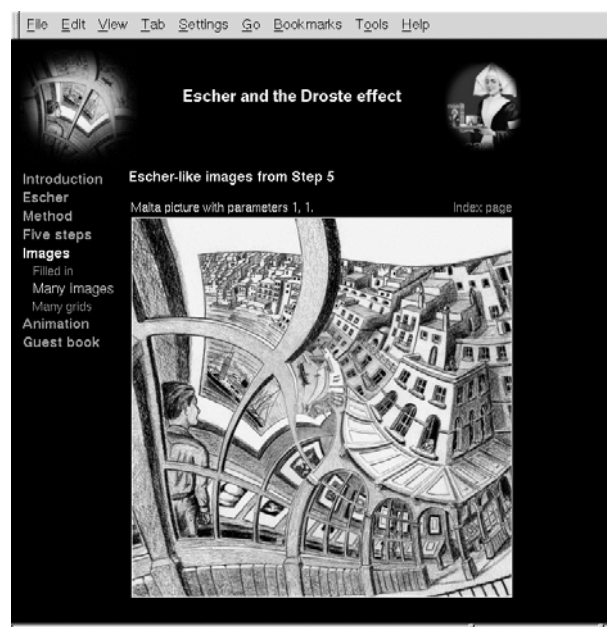 File Edit View Tab Settings Go Bookmarks Tools Help
Escher and the Droste effect
Introduction
Escher
Method
Five steps
Images
Filled in
Many images
Many grids
Animation
Guest book
Escher-like images from Step 5
Malta picture with parameters 1, 1.
Index page